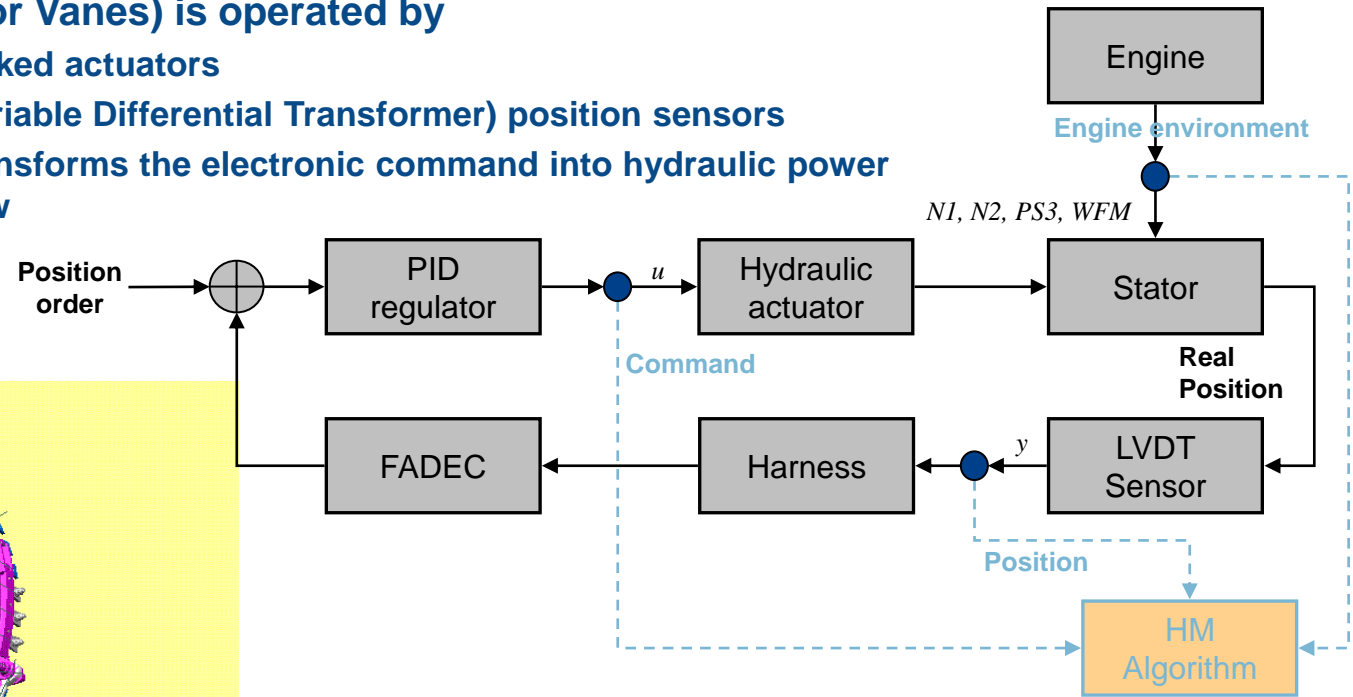 or Vanes) is operated by
ked actuators
riable Differential Transformer) position sensors
nsforms the electronic command into hydraulic power
Engine
Engine environment
N1, N2, PS3, WFM
Position
order
PID
regulator
u
Hydraulic
actuator
Stator
Command
Real
Position
FADEC
Harness
y
LVDT
Sensor
Position
HM
Algorithm